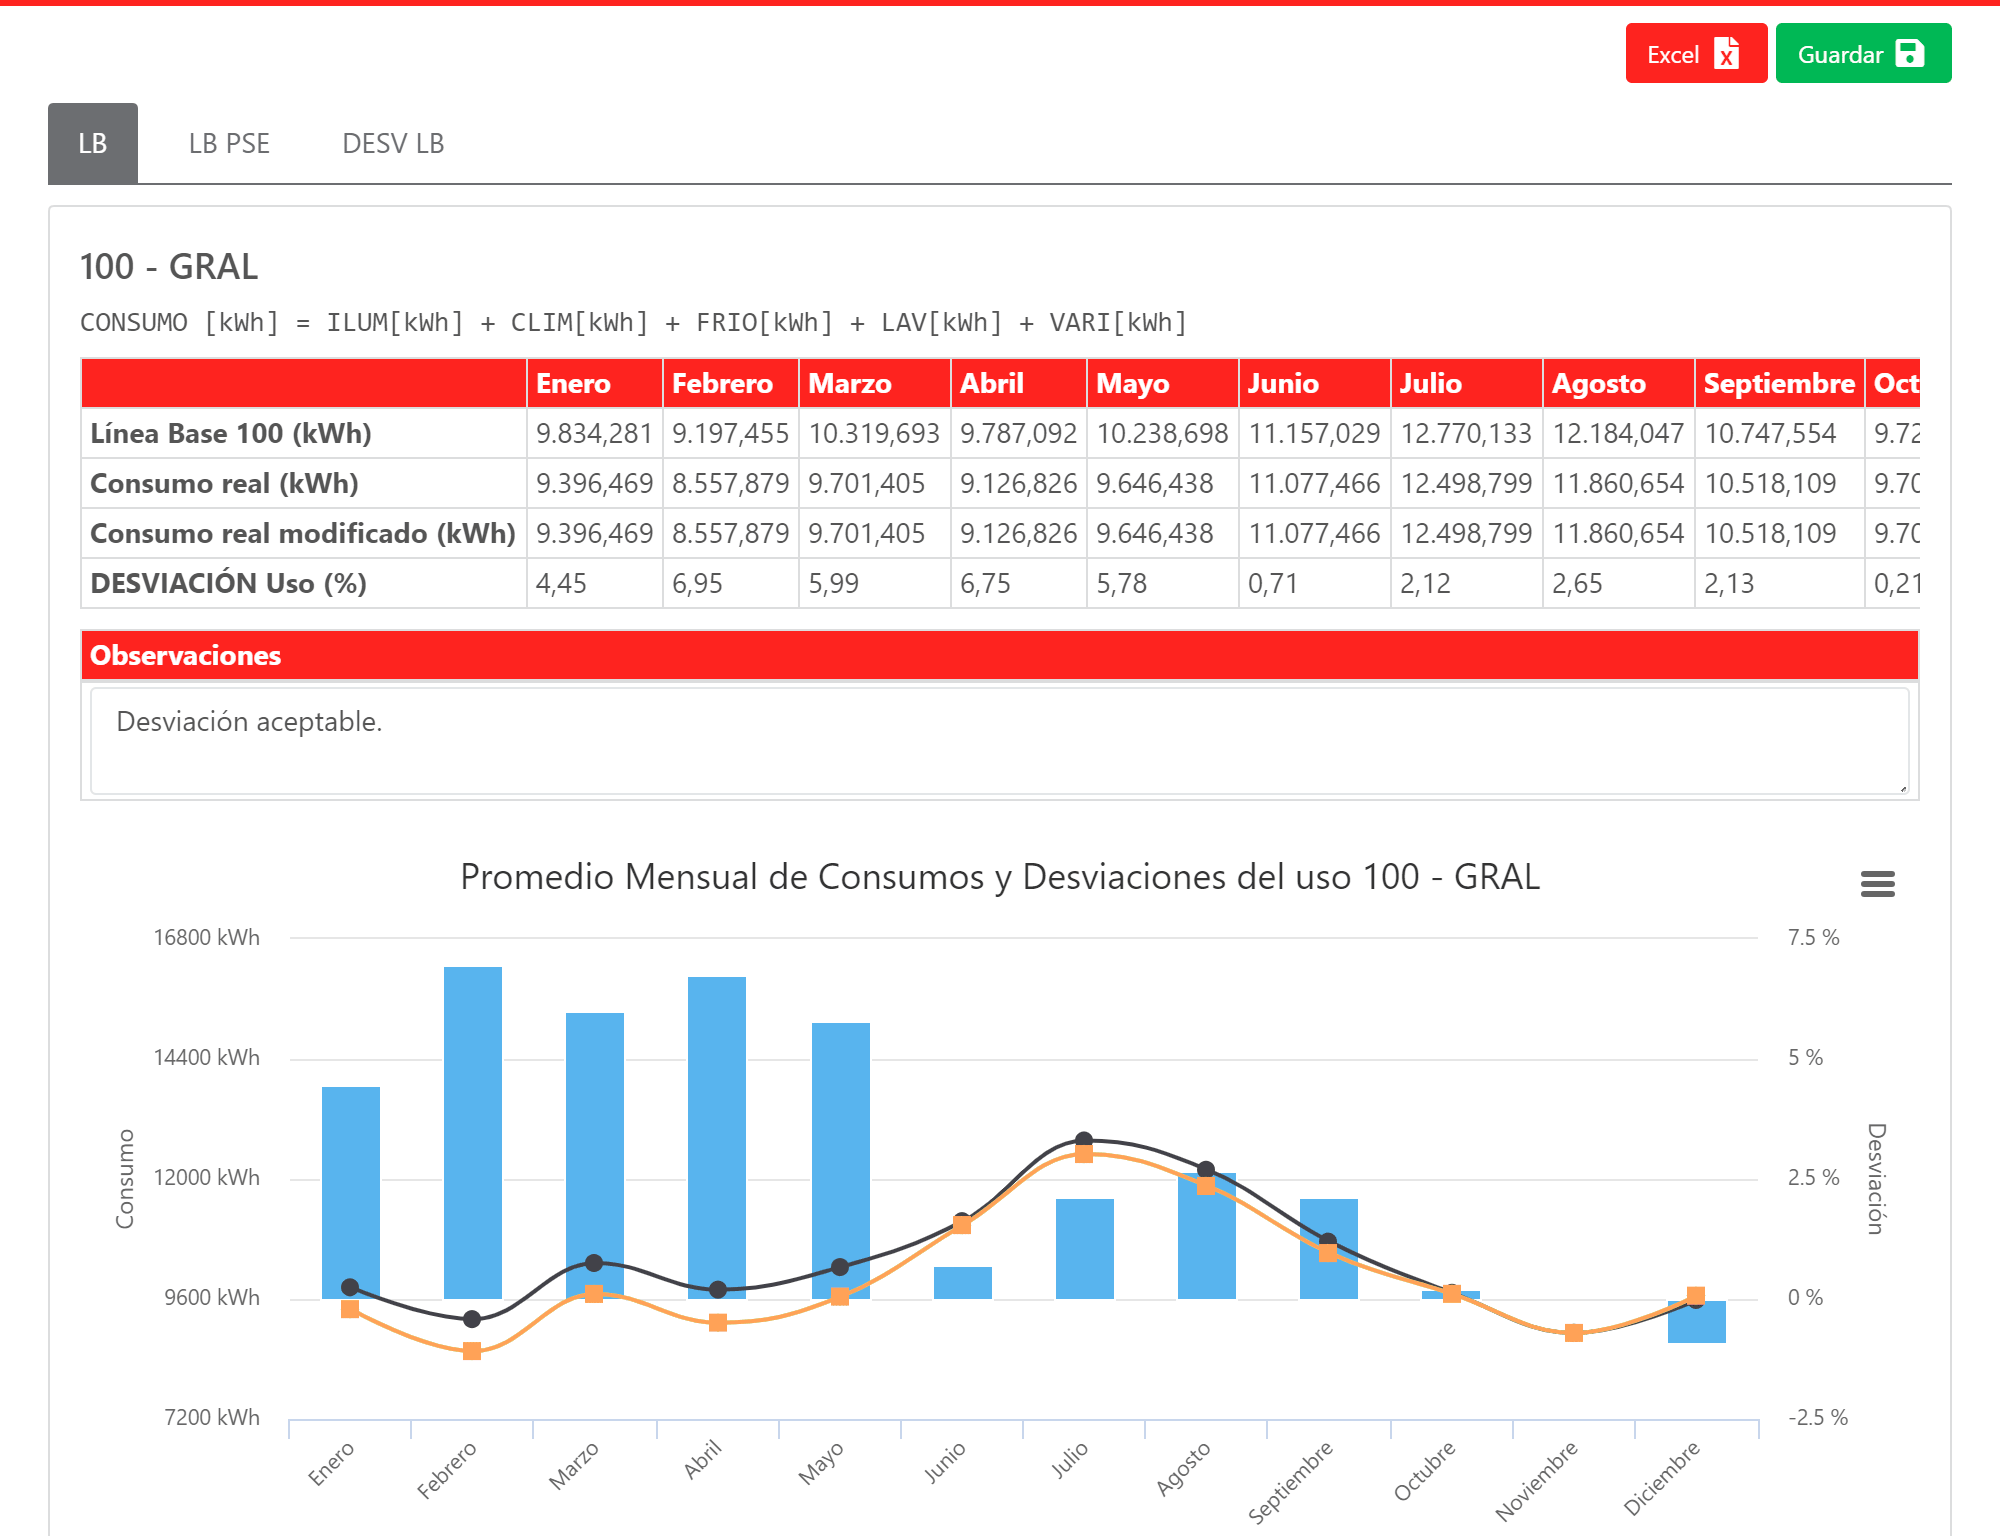 Excel Guardar
LB LB PSE DESV LB
100 - GRAL
CONSUMO [kWh] = ILUM[kWh] + CLIM[kWh] + FRIO[kWh] + LAV[kWh] + VARI[kWh]
Enero Febrero Marzo Abril Mayo Junio Julio Agosto Septiembre Oct
Línea Base 100 (kWh) 9.834,281 9.197,455 10.319,693 9.787,092 10.238,698 11.157,029 12.770,133 12.184,047 10.747,554 9.72
Consumo real (kWh) 9.396,469 8.557,879 9.701,405 9.126,826 9.646,438 11.077,466 12.498,799 11.860,654 10.518,109 9.70
Consumo real modificado (kWh) 9.396,469 8.557,879 9.701,405 9.126,826 9.646,438 11.077,466 12.498,799 11.860,654 10.518,109 9.70
DESVIACIÓN Uso (%) 4,45 6,95 5,99 6,75 5,78 0,71 2,12 2,65 2,13 0,21
Observaciones
Desviación aceptable.
Promedio Mensual de Consumos y Desviaciones del uso 100 - GRAL
16800 kWh 7.5 %
14400 kWh 5 %
12000 kWh 2.5 %
9600 kWh 0 %
7200 kWh -2.5 %
Consumo
Desviación
Enero Febrero Marzo Abril Mayo Junio Julio Agosto Septiembre Octubre Noviembre Diciembre